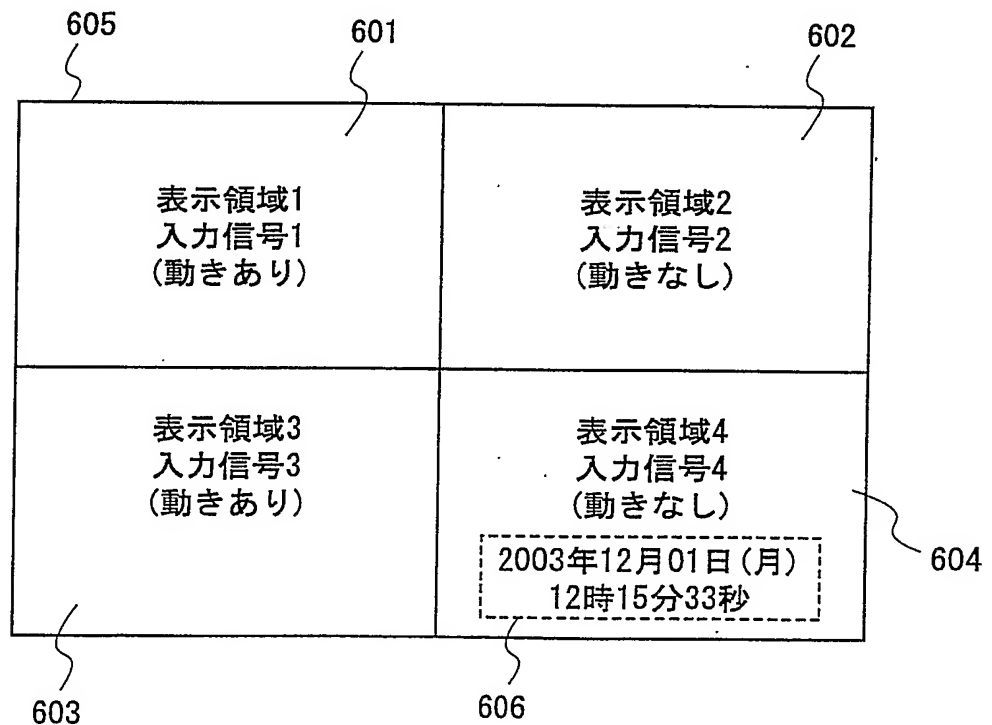 605
601
602
表示領域1
入力信号1
(動きあり)
表示領域2
入力信号2
(動きなし)
表示領域3
入力信号3
(動きあり)
表示領域4
入力信号4
(動きなし)
2003年12月01日(月)
12時15分33秒
604
603
606